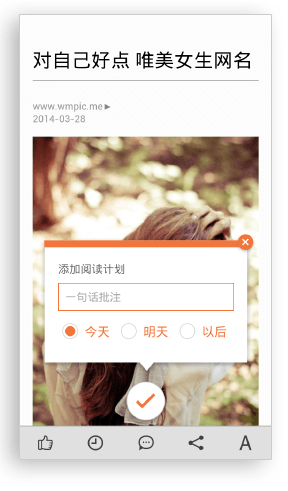 对自己好点 唯美女生网名
www.wmpic.me▶
2014-03-28
添加阅读计划
一句话批注
今天 明天 以后
A